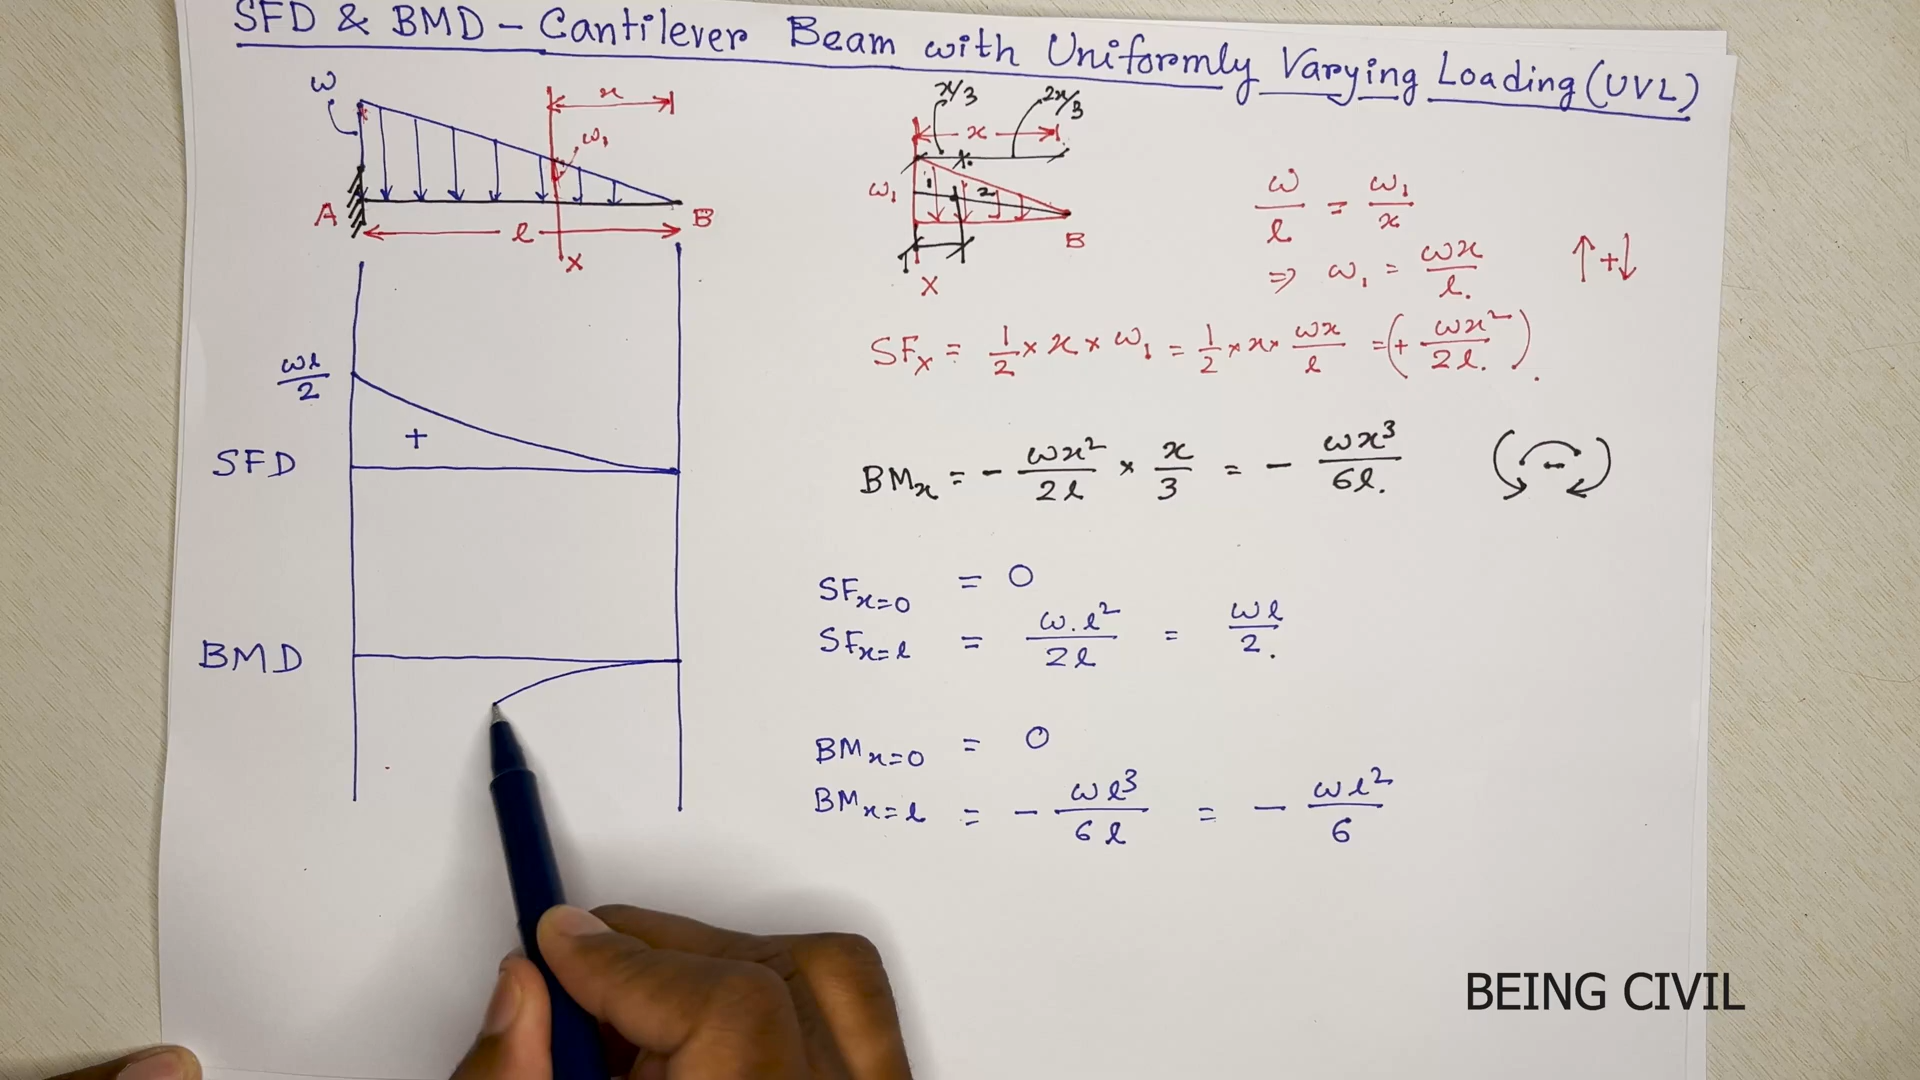 SFD & BMD – Cantilever Beam with Uniformly Varying Loading (UVL)
ω
x
ω₁
A
B
l
X
x/3
2x/3
x
ω₁
1
2
B
X
ω/l = ω₁/x
⇒ ω₁ = ωx/l.
↑+↓
SFₓ = 1/2 × x × ω₁ = 1/2 × x × ωx/l = (+ ωx²/2l.).
BMₓ = - ωx²/2l × x/3 = - ωx³/6l.
(-)
ωl/2
+
SFD
SFₓ₌₀ = 0
SFₓ₌ₗ = ω.l²/2l = ωl/2.
BMD
BMₓ₌₀ = 0
BMₓ₌ₗ = - ωl³/6l = - ωl²/6
BEING CIVIL